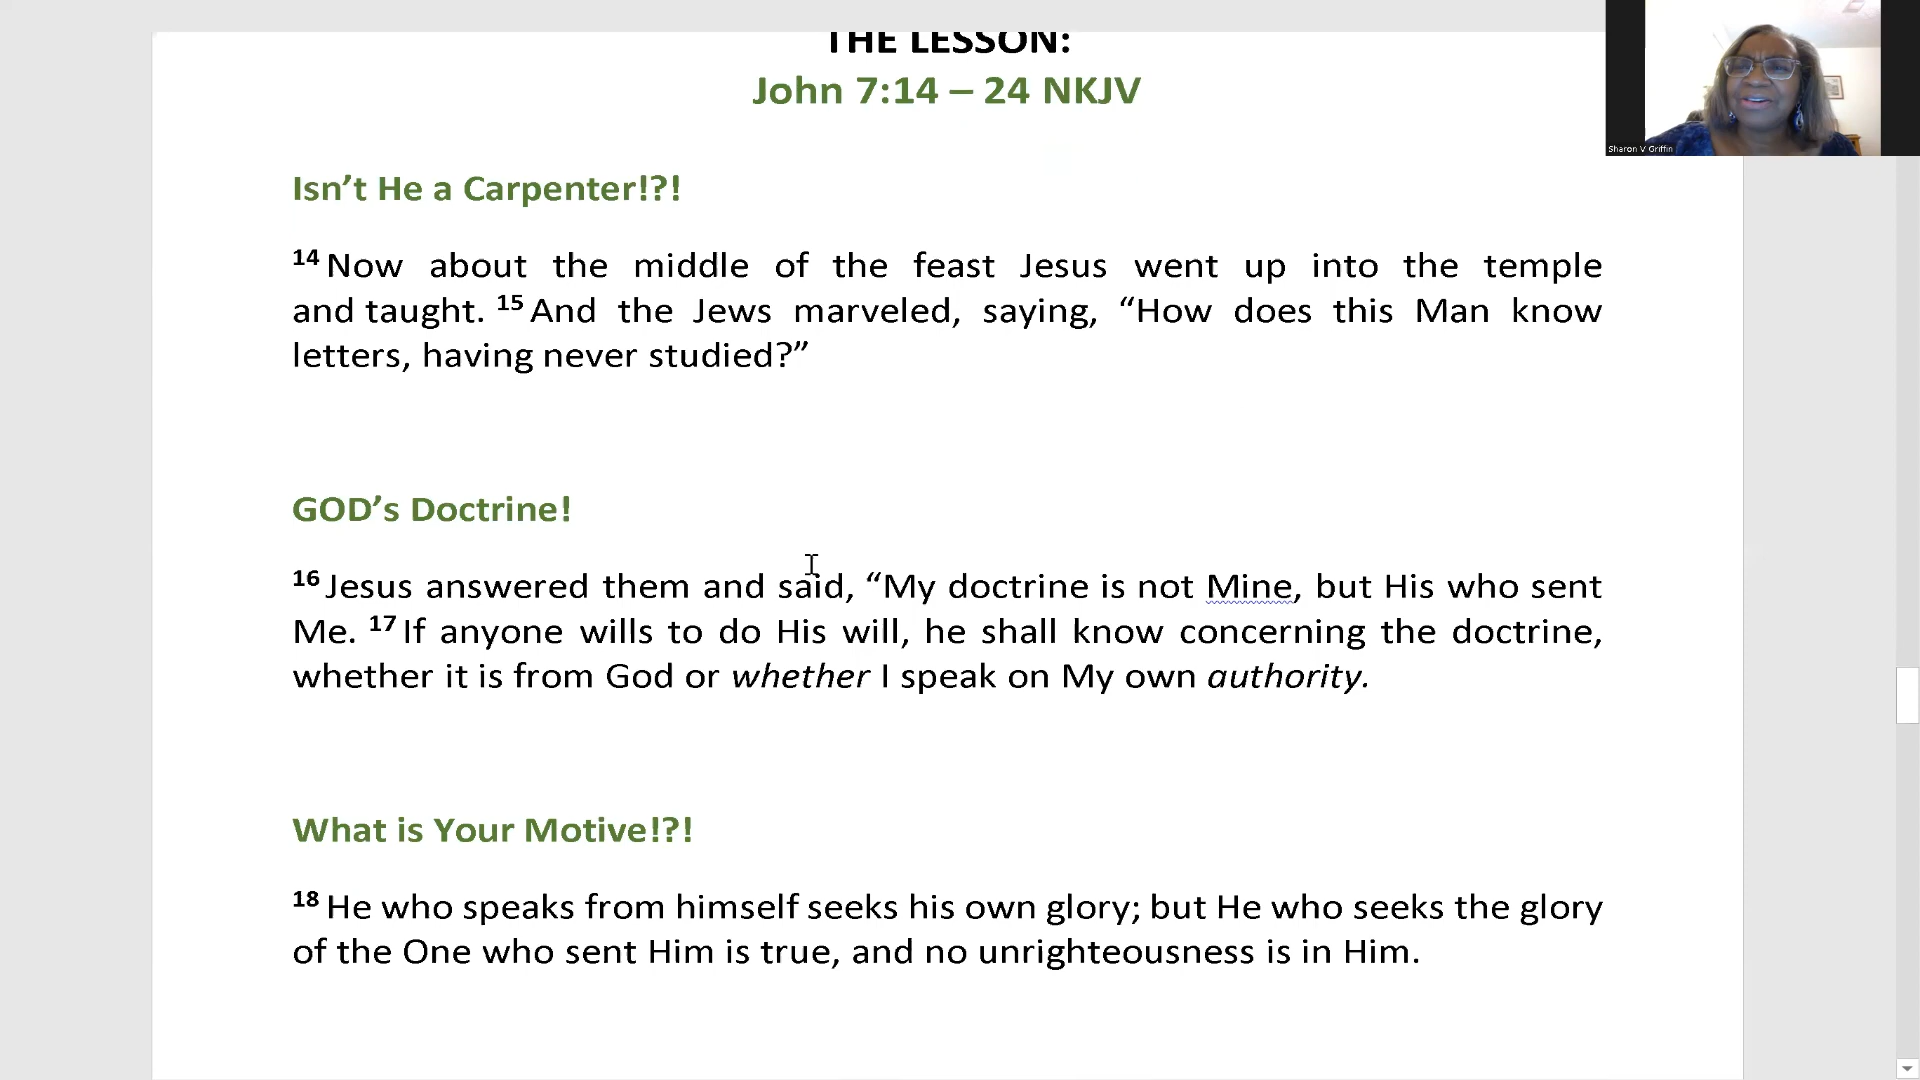 THE LESSON:
John 7:14 – 24 NKJV
Sharon V Griffin
Isn’t He a Carpenter!?!
14 Now about the middle of the feast Jesus went up into the temple
and taught. 15 And the Jews marveled, saying, “How does this Man know
letters, having never studied?”
GOD’s Doctrine!
16 Jesus answered them and said, “My doctrine is not Mine, but His who sent
Me. 17 If anyone wills to do His will, he shall know concerning the doctrine,
whether it is from God or whether I speak on My own authority.
What is Your Motive!?!
18 He who speaks from himself seeks his own glory; but He who seeks the glory
of the One who sent Him is true, and no unrighteousness is in Him.